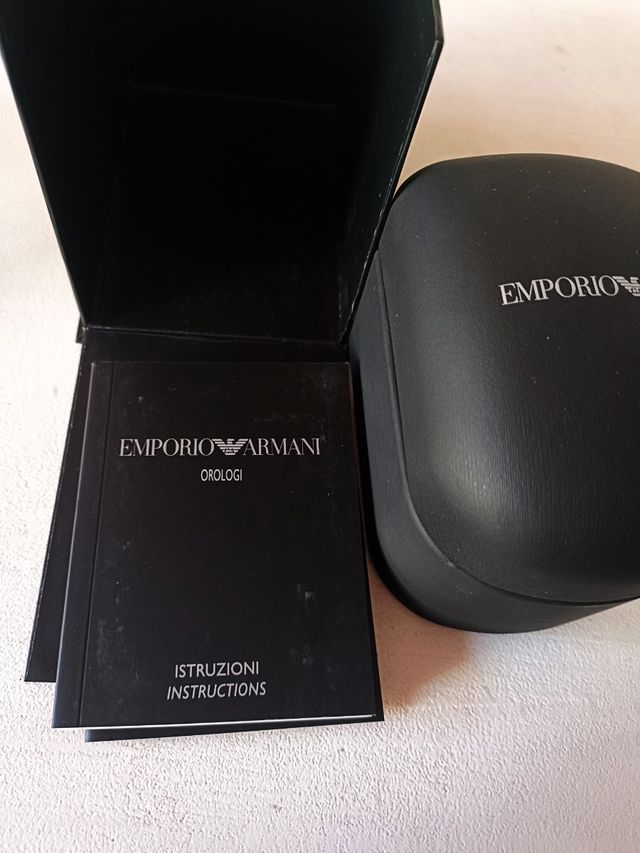 EMPORIO ARMANI
OROLOGI
ISTRUZIONI
INSTRUCTIONS
EMPORIO